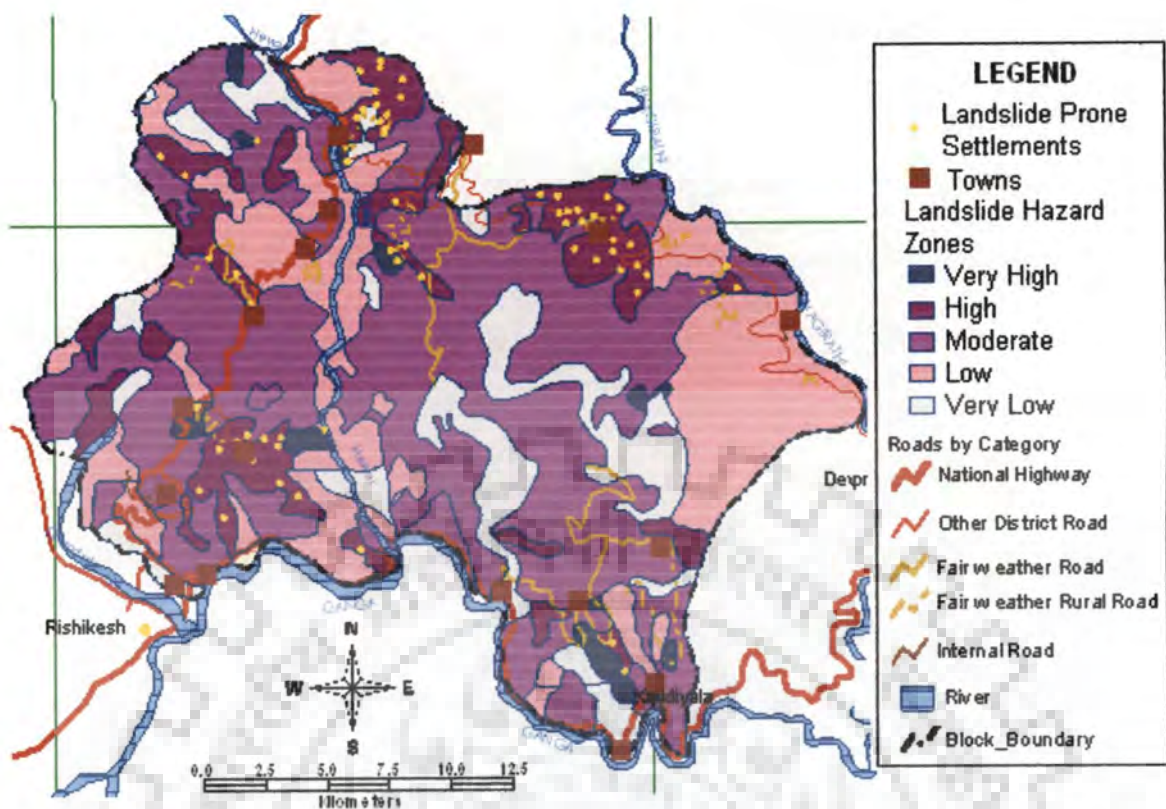 LEGEND
Landslide Prone
Settlements
Towns
Landslide Hazard
Zones
Very High
High
Moderate
Low
Very Low
Roads by Category
National Highway
Other District Road
Fair weather Road
Fair weather Rural Road
Internal Road
River
Block_Boundary
Devpr
Rishikesh
GANGA
N
W
E
S
GANGA
0.0 2.5 5.0 7.5 10.0 12.5
Kilometers